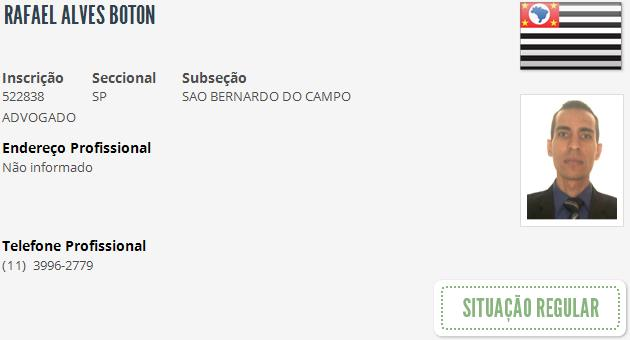 RAFAEL ALVES BOTON
Inscrição Seccional Subseção
522838 SP SAO BERNARDO DO CAMPO
ADVOGADO
Endereço Profissional
Não informado
Telefone Profissional
(11) 3996-2779
SITUAÇÃO REGULAR